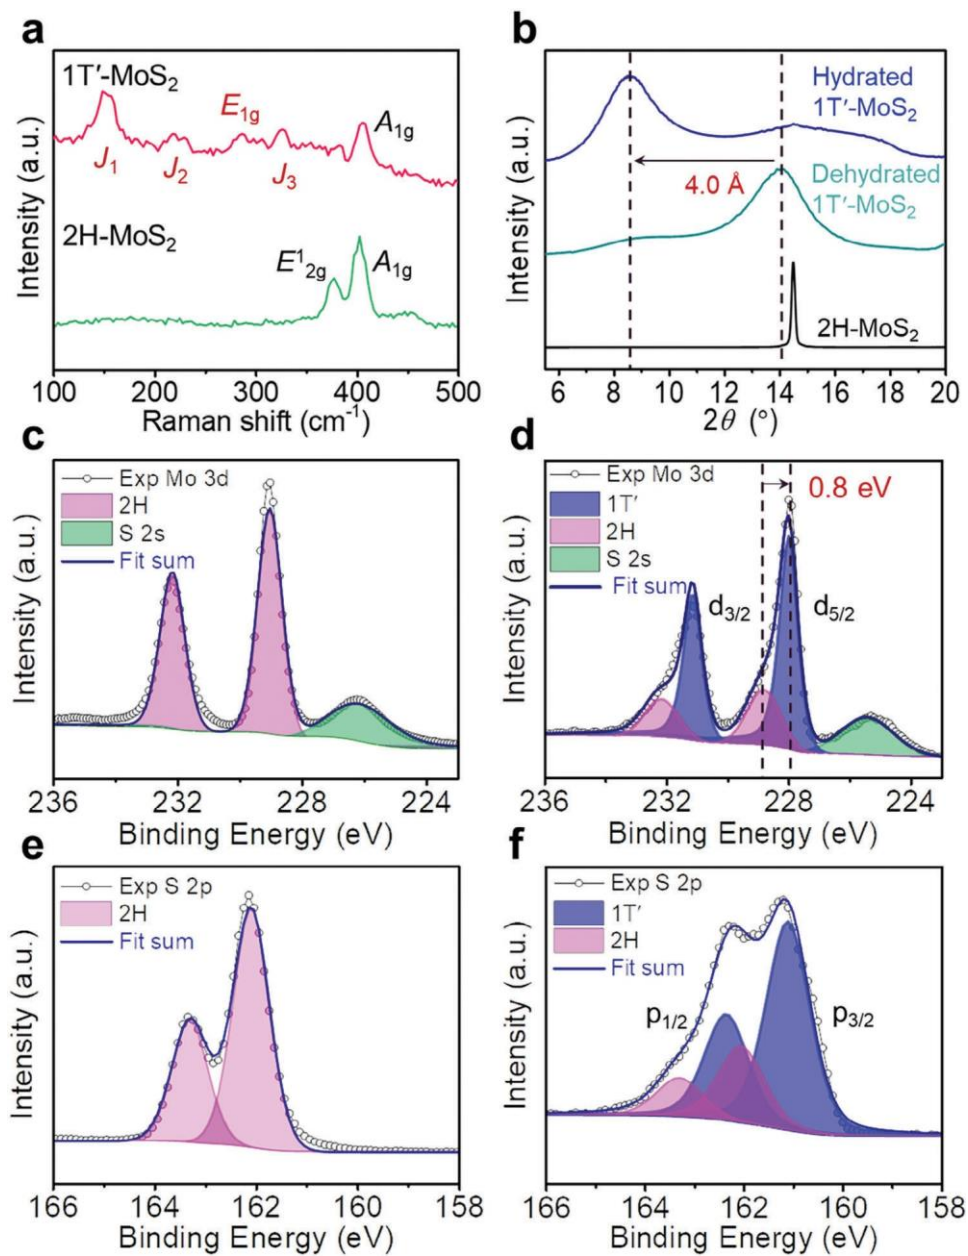 a
1T′-MoS2
E1g
A1g
J1
J2
J3
2H-MoS2
E12g
A1g
Intensity (a.u.)
100 200 300 400 500
Raman shift (cm-1)
b
Hydrated
1T′-MoS2
4.0 Å
Dehydrated
1T′-MoS2
2H-MoS2
Intensity (a.u.)
6 8 10 12 14 16 18 20
2θ (°)
c
Exp Mo 3d
2H
S 2s
Fit sum
Intensity (a.u.)
236 232 228 224
Binding Energy (eV)
d
Exp Mo 3d
1T′
2H
S 2s
Fit sum
0.8 eV
d3/2
d5/2
Intensity (a.u.)
236 232 228 224
Binding Energy (eV)
e
Exp S 2p
2H
Fit sum
Intensity (a.u.)
166 164 162 160 158
Binding Energy (eV)
f
Exp S 2p
1T′
2H
Fit sum
p1/2
p3/2
Intensity (a.u.)
166 164 162 160 158
Binding Energy (eV)